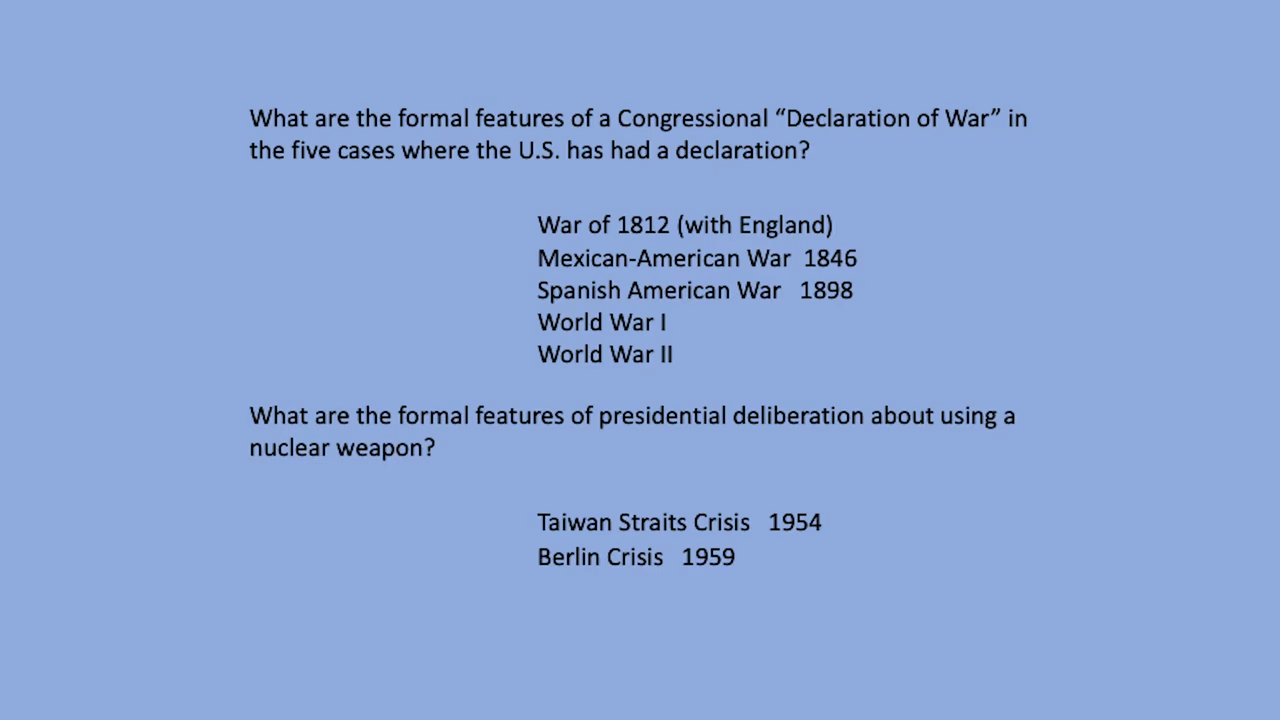 What are the formal features of a Congressional “Declaration of War” in
the five cases where the U.S. has had a declaration?
War of 1812 (with England)
Mexican-American War 1846
Spanish American War 1898
World War I
World War II
What are the formal features of presidential deliberation about using a
nuclear weapon?
Taiwan Straits Crisis 1954
Berlin Crisis 1959